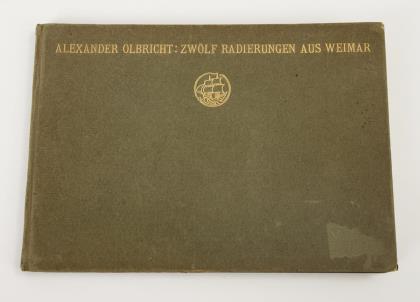 ALEXANDER OLBRICHT: ZWÖLF RADIERUNGEN AUS WEIMAR